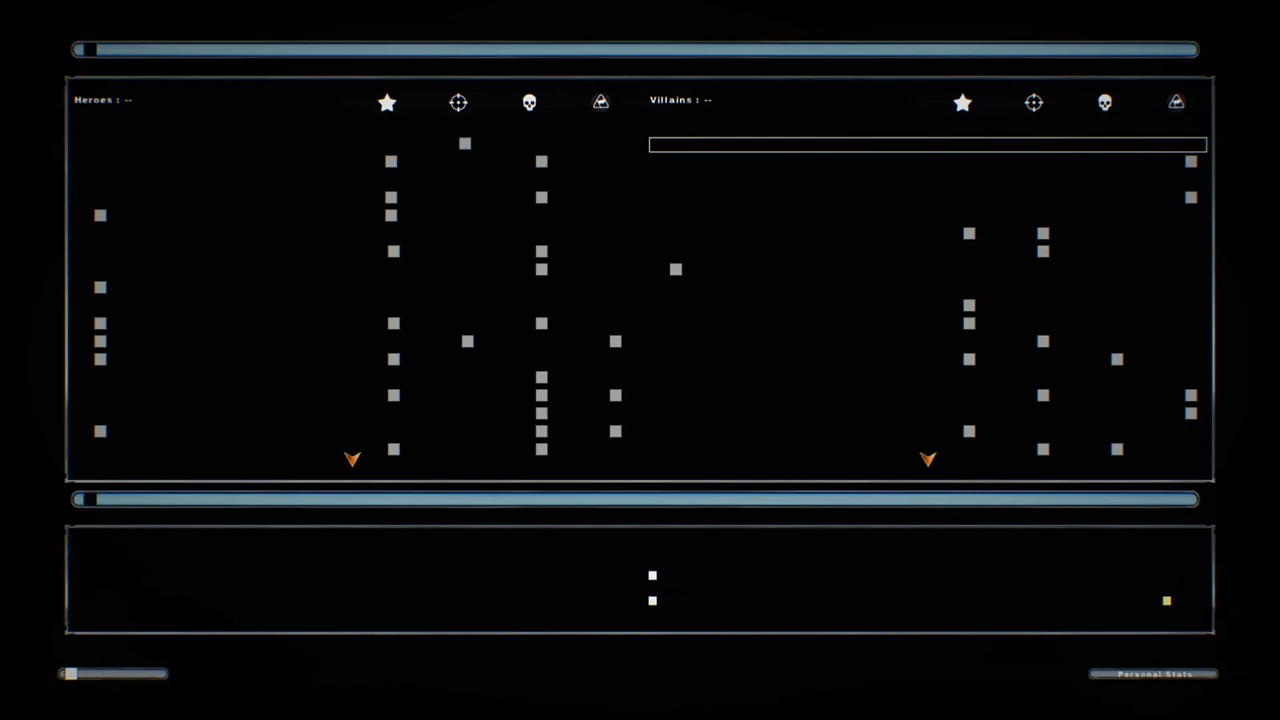 Heroes : --
Villains : --
Personal Stats